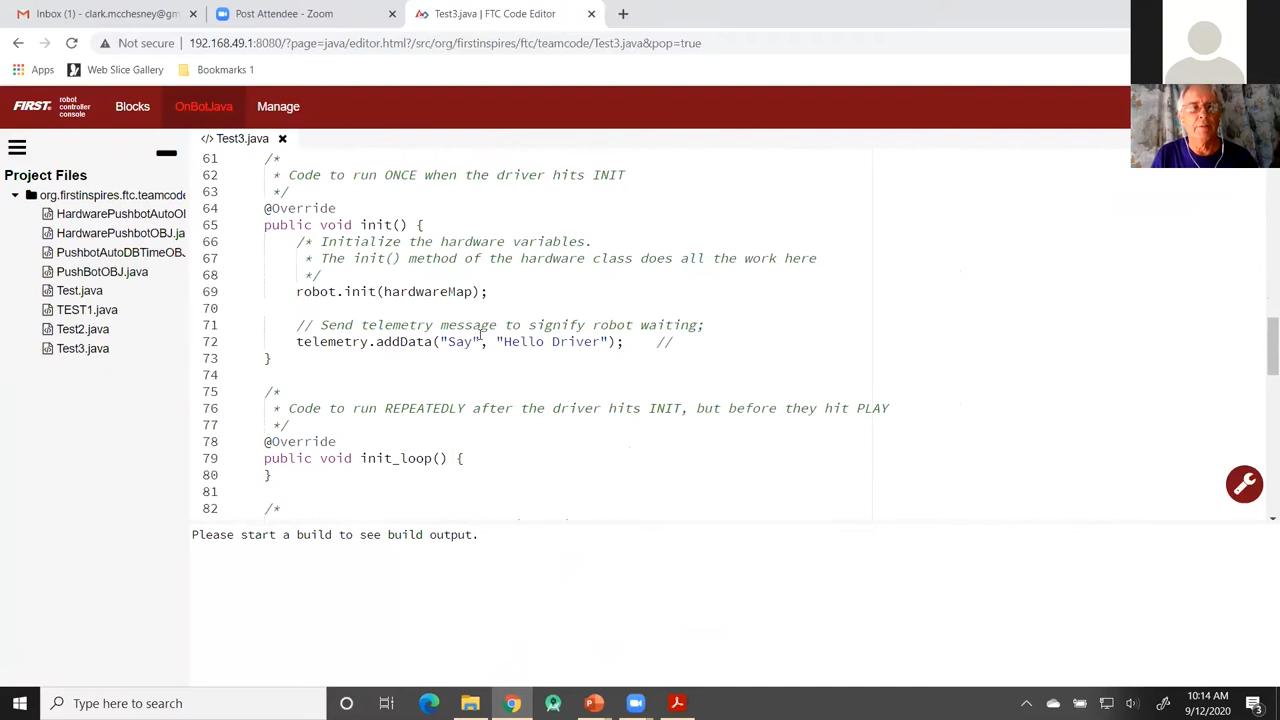 Inbox (1) - clark.mcchesney@gm
Post Attendee - Zoom
Test3.java | FTC Code Editor
Not secure | 192.168.49.1:8080/?page=java/editor.html?/src/org/firstinspires/ftc/teamcode/Test3.java&pop=true
Apps Web Slice Gallery Bookmarks 1
FIRST. robot controller console Blocks OnBotJava Manage
</> Test3.java
Project Files
org.firstinspires.ftc.teamcode
HardwarePushbotAutoOI
HardwarePushbotOBJ.ja
PushbotAutoDBTimeOBJ
PushBotOBJ.java
Test.java
TEST1.java
Test2.java
Test3.java
61 /*
62 * Code to run ONCE when the driver hits INIT
63 */
64 @Override
65 public void init() {
66 /* Initialize the hardware variables.
67 * The init() method of the hardware class does all the work here
68 */
69 robot.init(hardwareMap);
70
71 // Send telemetry message to signify robot waiting;
72 telemetry.addData("Say", "Hello Driver"); //
73 }
74
75 /*
76 * Code to run REPEATEDLY after the driver hits INIT, but before they hit PLAY
77 */
78 @Override
79 public void init_loop() {
80 }
81
82 /*
Please start a build to see build output.
Type here to search
10:14 AM
9/12/2020
3